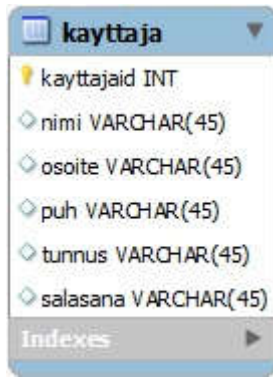 kayttaja
kayttajaid INT
nimi VARCHAR(45)
osoite VARCHAR(45)
puh VARCHAR(45)
tunnus VARCHAR(45)
salasana VARCHAR(45)
Indexes